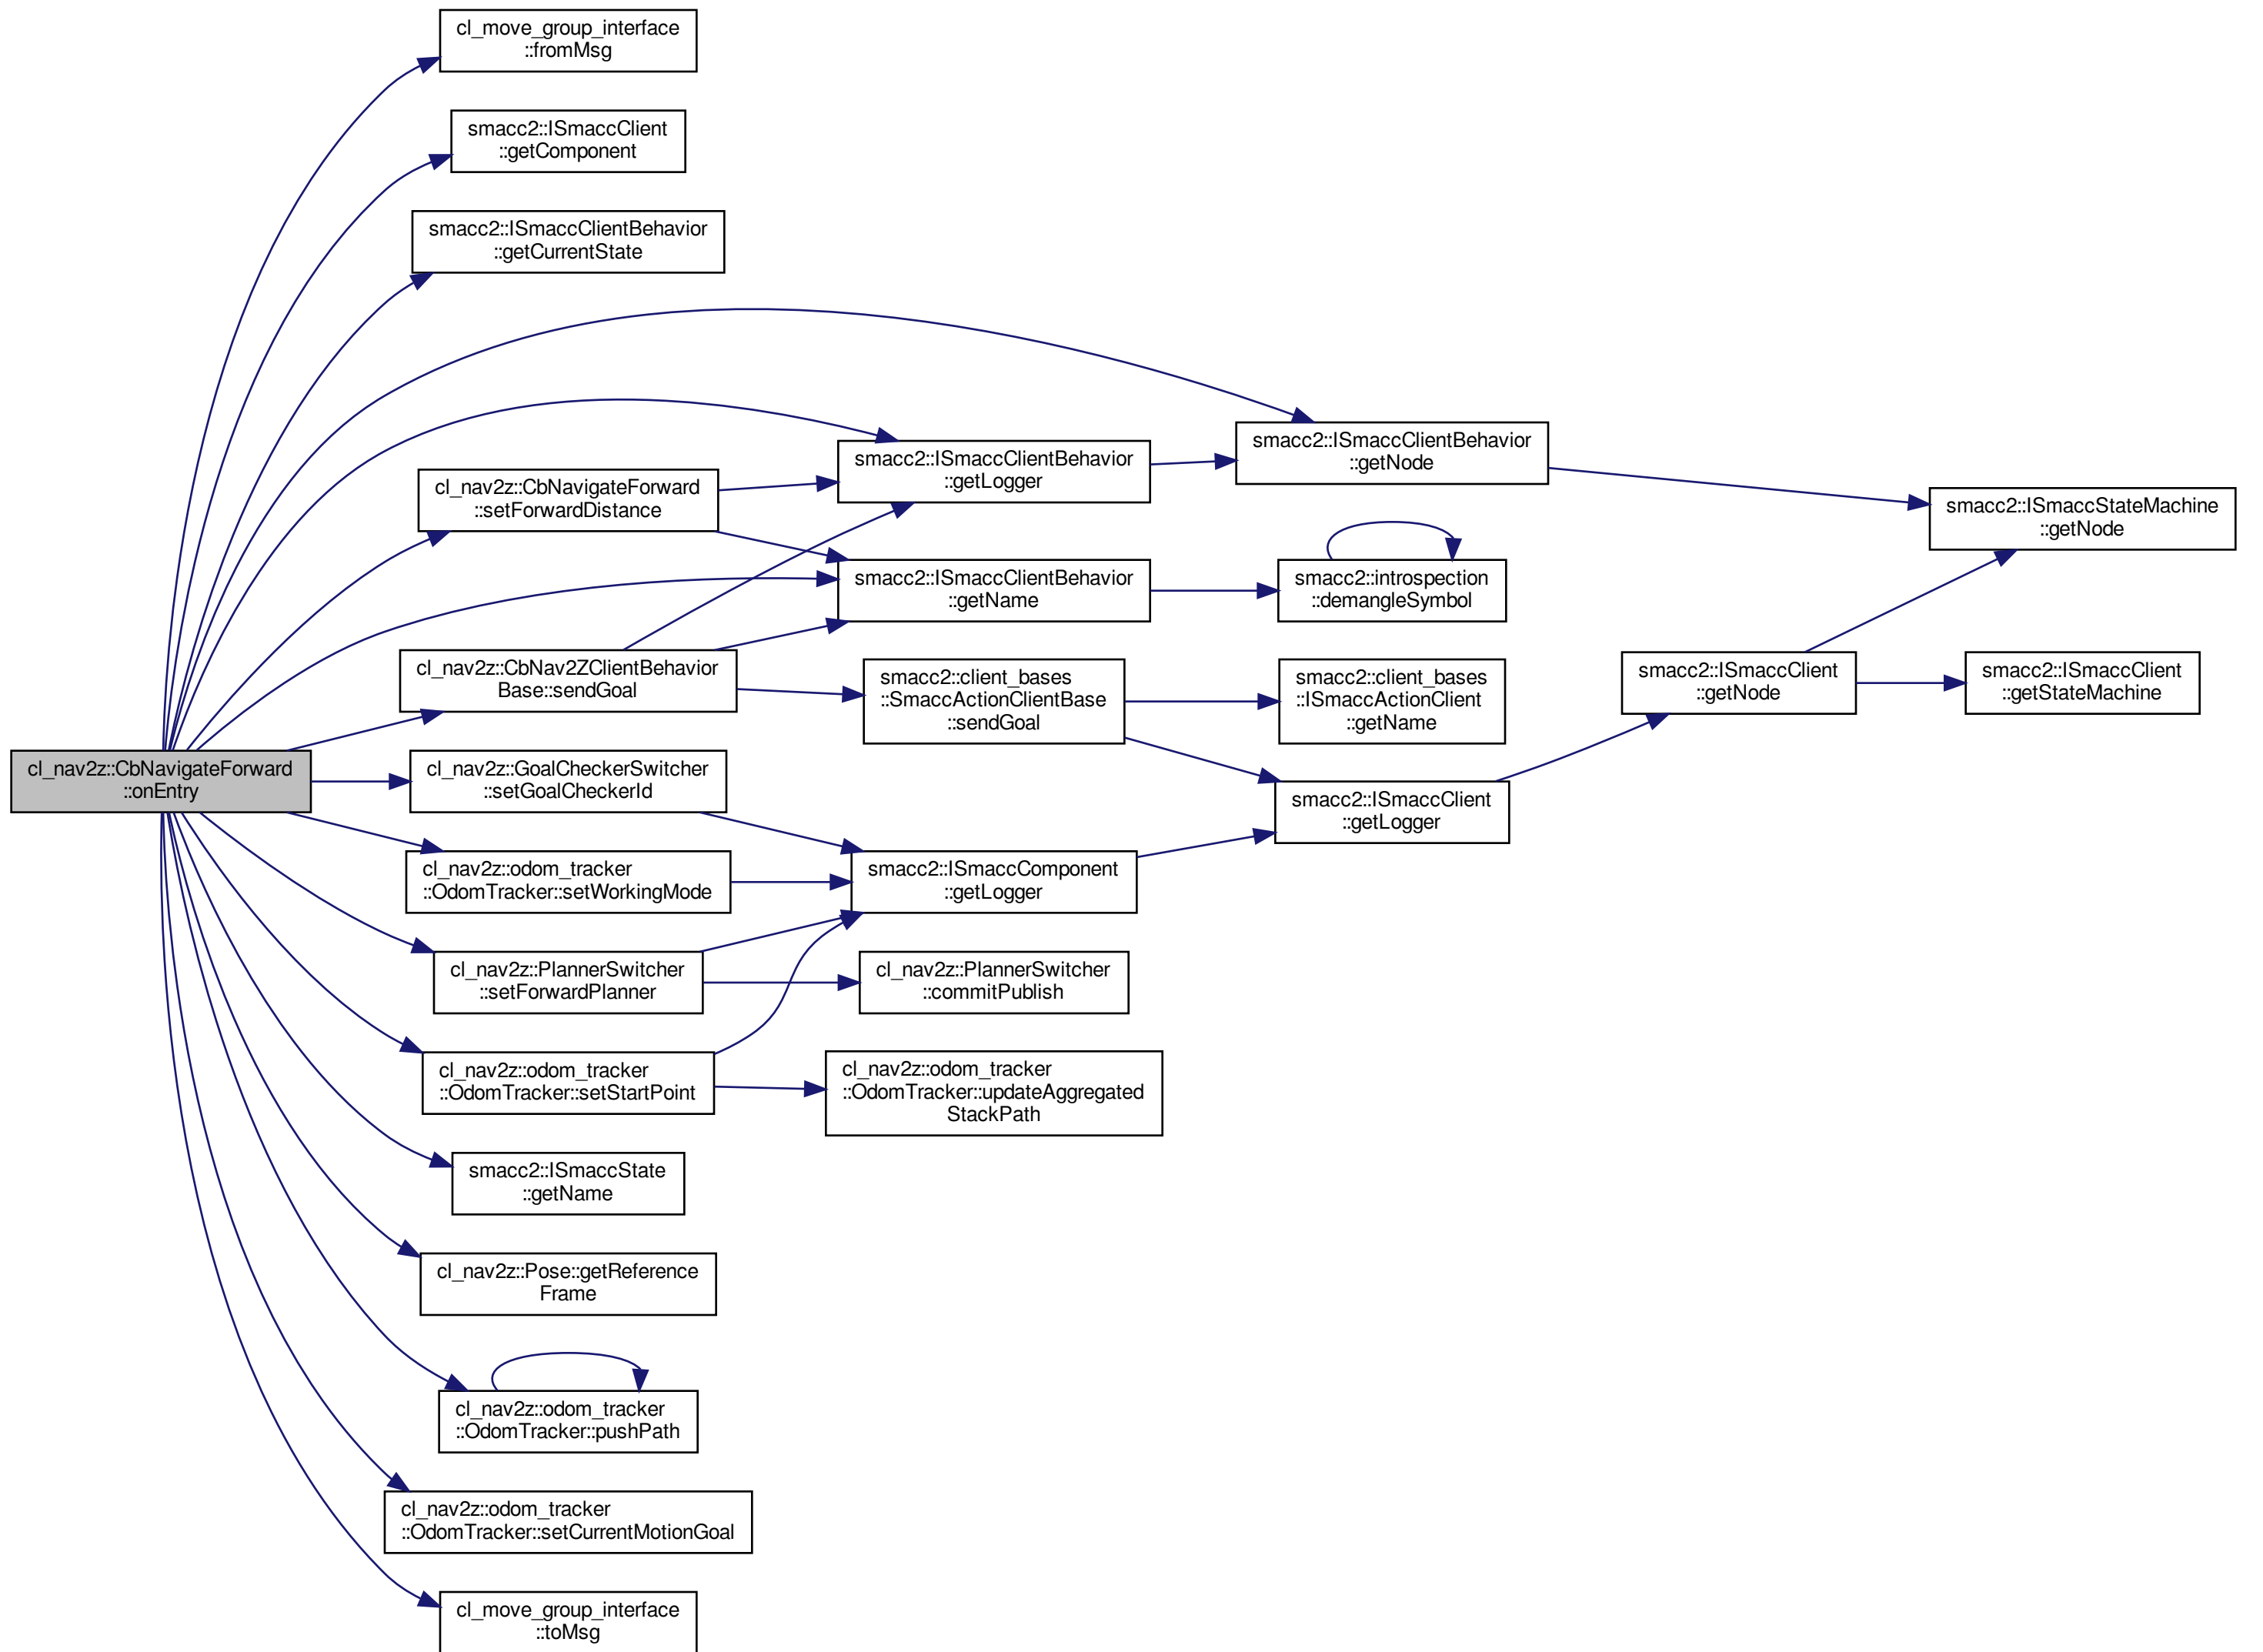 cl_move_group_interface
::fromMsg
smacc2::ISmaccClient
::getComponent
smacc2::ISmaccClientBehavior
::getCurrentState
smacc2::ISmaccClientBehavior
::getNode
smacc2::ISmaccClientBehavior
::getLogger
cl_nav2z::CbNavigateForward
::setForwardDistance
smacc2::ISmaccStateMachine
::getNode
smacc2::ISmaccClientBehavior
::getName
smacc2::introspection
::demangleSymbol
cl_nav2z::CbNav2ZClientBehavior
Base::sendGoal
smacc2::client_bases
::SmaccActionClientBase
::sendGoal
smacc2::client_bases
::ISmaccActionClient
::getName
smacc2::ISmaccClient
::getNode
smacc2::ISmaccClient
::getStateMachine
cl_nav2z::CbNavigateForward
::onEntry
cl_nav2z::GoalCheckerSwitcher
::setGoalCheckerId
smacc2::ISmaccClient
::getLogger
cl_nav2z::odom_tracker
::OdomTracker::setWorkingMode
smacc2::ISmaccComponent
::getLogger
cl_nav2z::PlannerSwitcher
::setForwardPlanner
cl_nav2z::PlannerSwitcher
::commitPublish
cl_nav2z::odom_tracker
::OdomTracker::setStartPoint
cl_nav2z::odom_tracker
::OdomTracker::updateAggregated
StackPath
smacc2::ISmaccState
::getName
cl_nav2z::Pose::getReference
Frame
cl_nav2z::odom_tracker
::OdomTracker::pushPath
cl_nav2z::odom_tracker
::OdomTracker::setCurrentMotionGoal
cl_move_group_interface
::toMsg